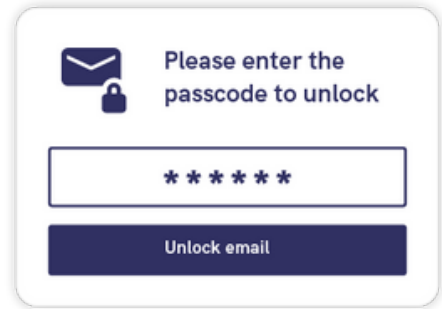 Please enter the
passcode to unlock
******
Unlock email